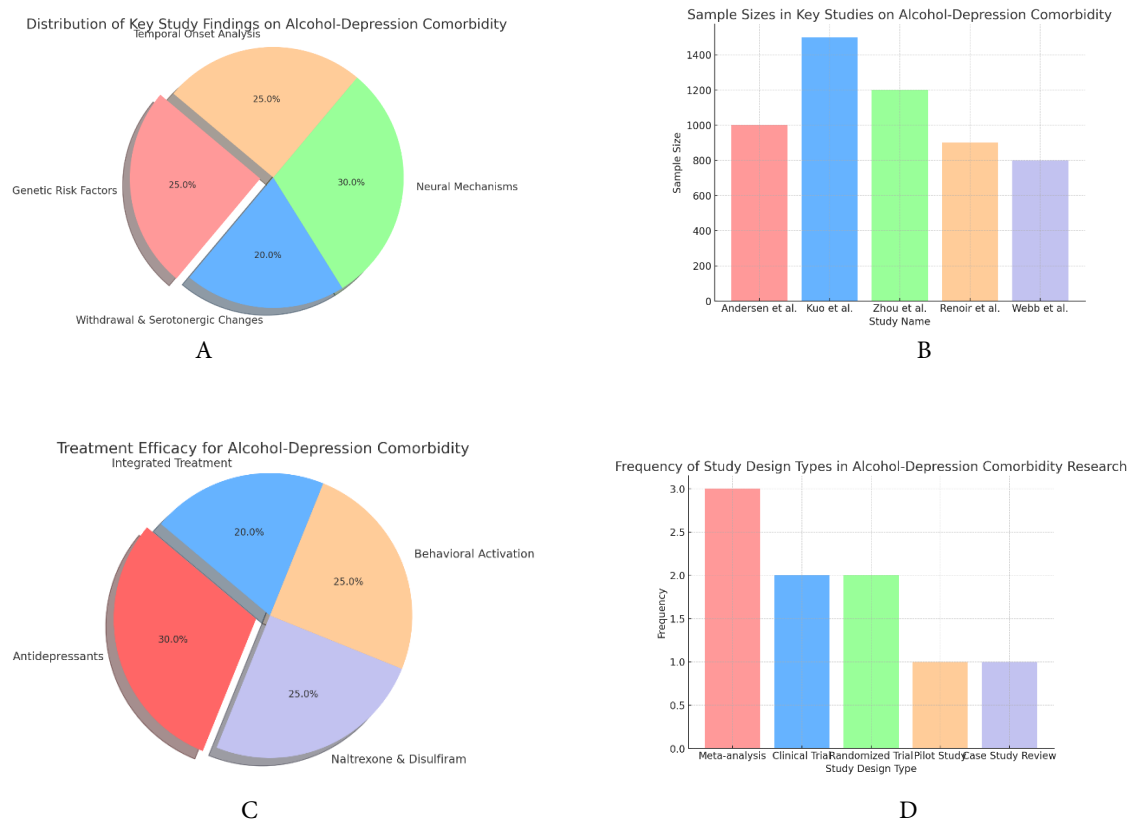 Distribution of Key Study Findings on Alcohol-Depression Comorbidity
Temporal Onset Analysis
25.0%
Genetic Risk Factors
25.0%
30.0%
Neural Mechanisms
20.0%
Withdrawal & Serotonergic Changes
A
Sample Sizes in Key Studies on Alcohol-Depression Comorbidity
Sample Size
1400
1200
1000
800
600
400
200
0
Andersen et al.
Kuo et al.
Zhou et al.
Renoir et al.
Webb et al.
Study Name
B
Treatment Efficacy for Alcohol-Depression Comorbidity
Integrated Treatment
20.0%
Behavioral Activation
25.0%
Antidepressants
30.0%
25.0%
Naltrexone & Disulfiram
C
Frequency of Study Design Types in Alcohol-Depression Comorbidity Research
Frequency
3.0
2.5
2.0
1.5
1.0
0.5
0.0
Meta-analysis
Clinical Trial
Randomized Trial
Pilot Study
Case Study Review
Study Design Type
D